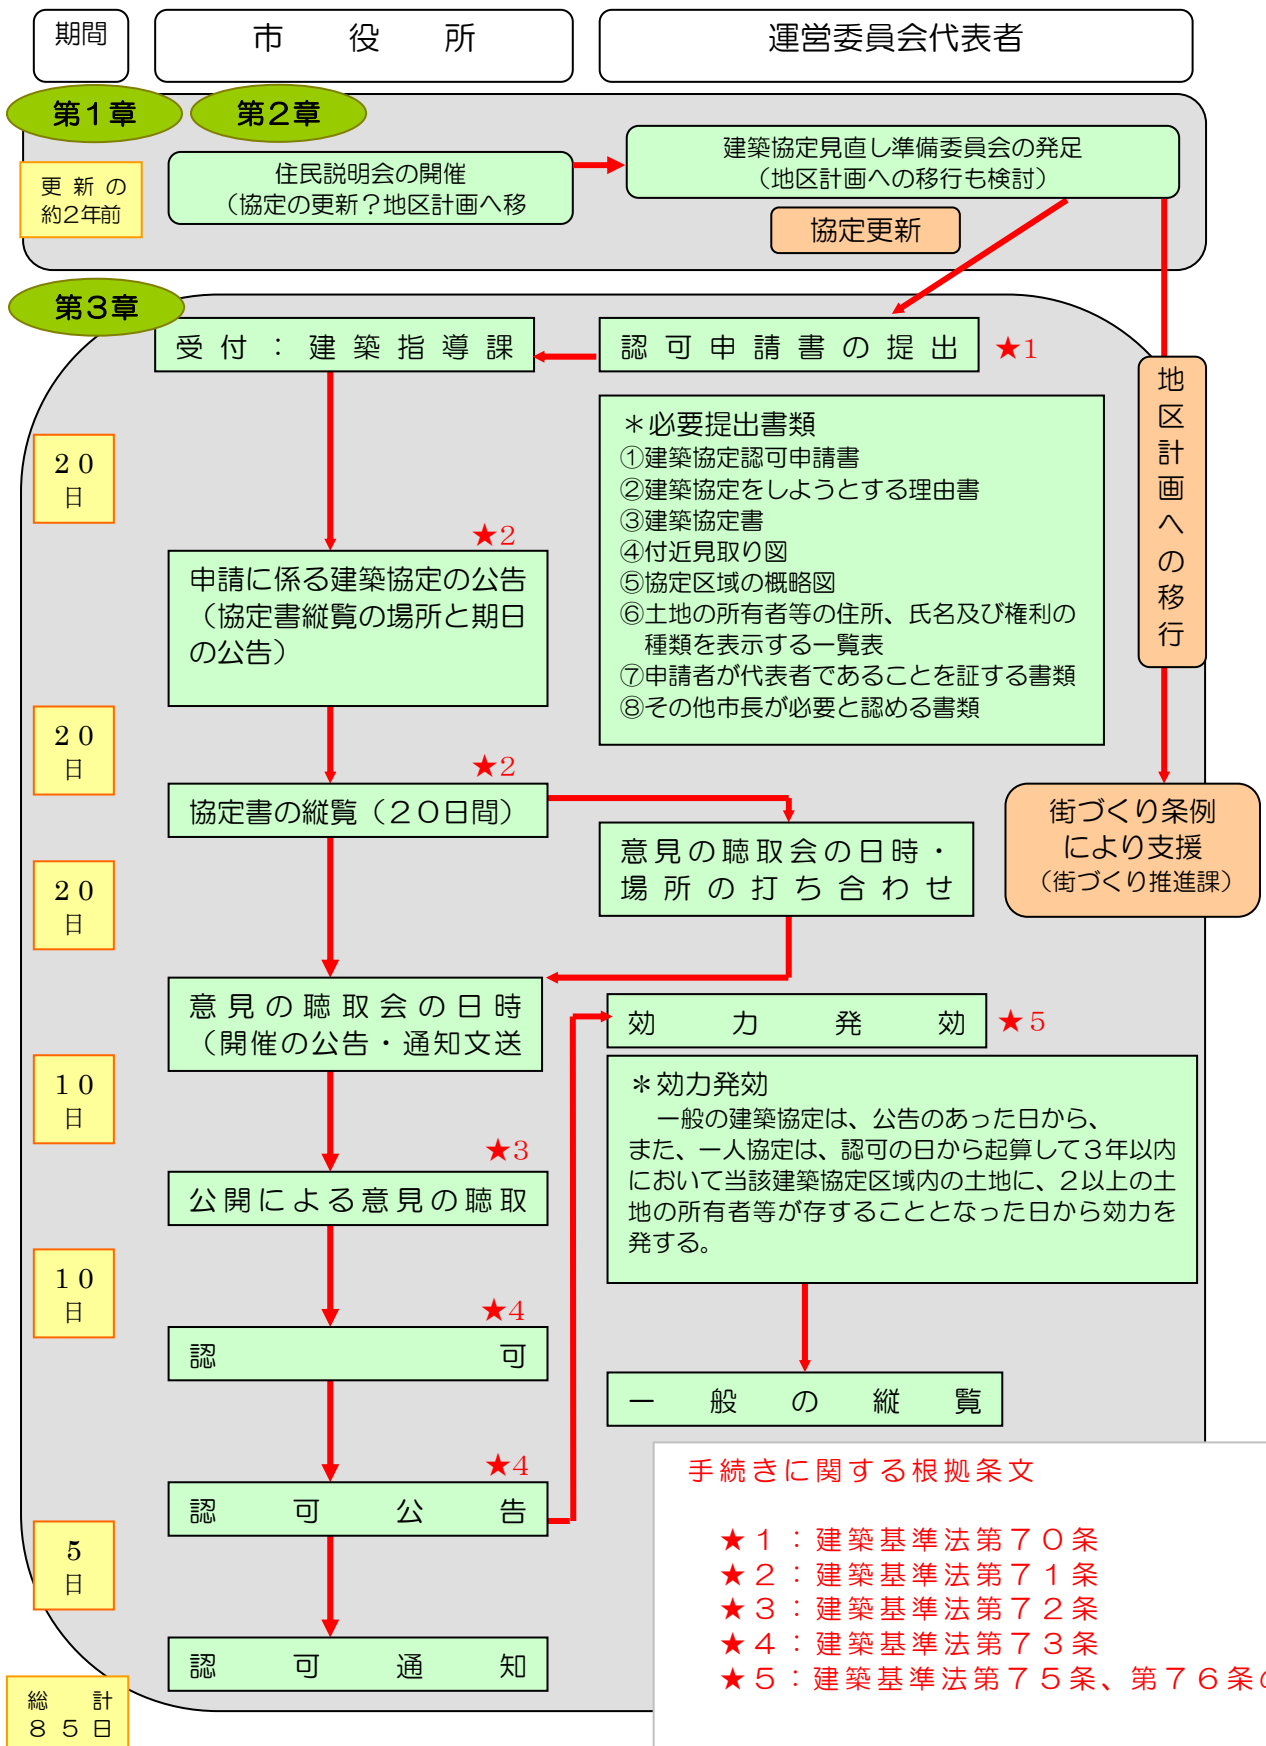 期間
市役所
運営委員会代表者
第1章
第2章
更新の
約2年前
住民説明会の開催
（協定の更新？地区計画へ移
建築協定見直し準備委員会の発足
（地区計画への移行も検討）
協定更新
第3章
受付：建築指導課
認可申請書の提出
★1
地区計画への移行
20
日
＊必要提出書類
①建築協定認可申請書
②建築協定をしようとする理由書
③建築協定書
④付近見取り図
⑤協定区域の概略図
⑥土地の所有者等の住所、氏名及び権利の
種類を表示する一覧表
⑦申請者が代表者であることを証する書類
⑧その他市長が必要と認める書類
★2
申請に係る建築協定の公告
（協定書縦覧の場所と期日
の公告）
20
日
★2
協定書の縦覧（２０日間）
意見の聴取会の日時・
場所の打ち合わせ
街づくり条例
により支援
（街づくり推進課）
20
日
意見の聴取会の日時
（開催の公告・通知文送
効力発効
★5
＊効力発効
一般の建築協定は、公告のあった日から、
また、一人協定は、認可の日から起算して３年以内
において当該建築協定区域内の土地に、２以上の土
地の所有者等が存することとなった日から効力を
発する。
10
日
★3
公開による意見の聴取
10
日
★4
認可
一般の縦覧
★4
認可公告
5
日
認可通知
総計
８５日
手続きに関する根拠条文
★１：建築基準法第７０条
★２：建築基準法第７１条
★３：建築基準法第７２条
★４：建築基準法第７３条
★５：建築基準法第７５条、第７６条の